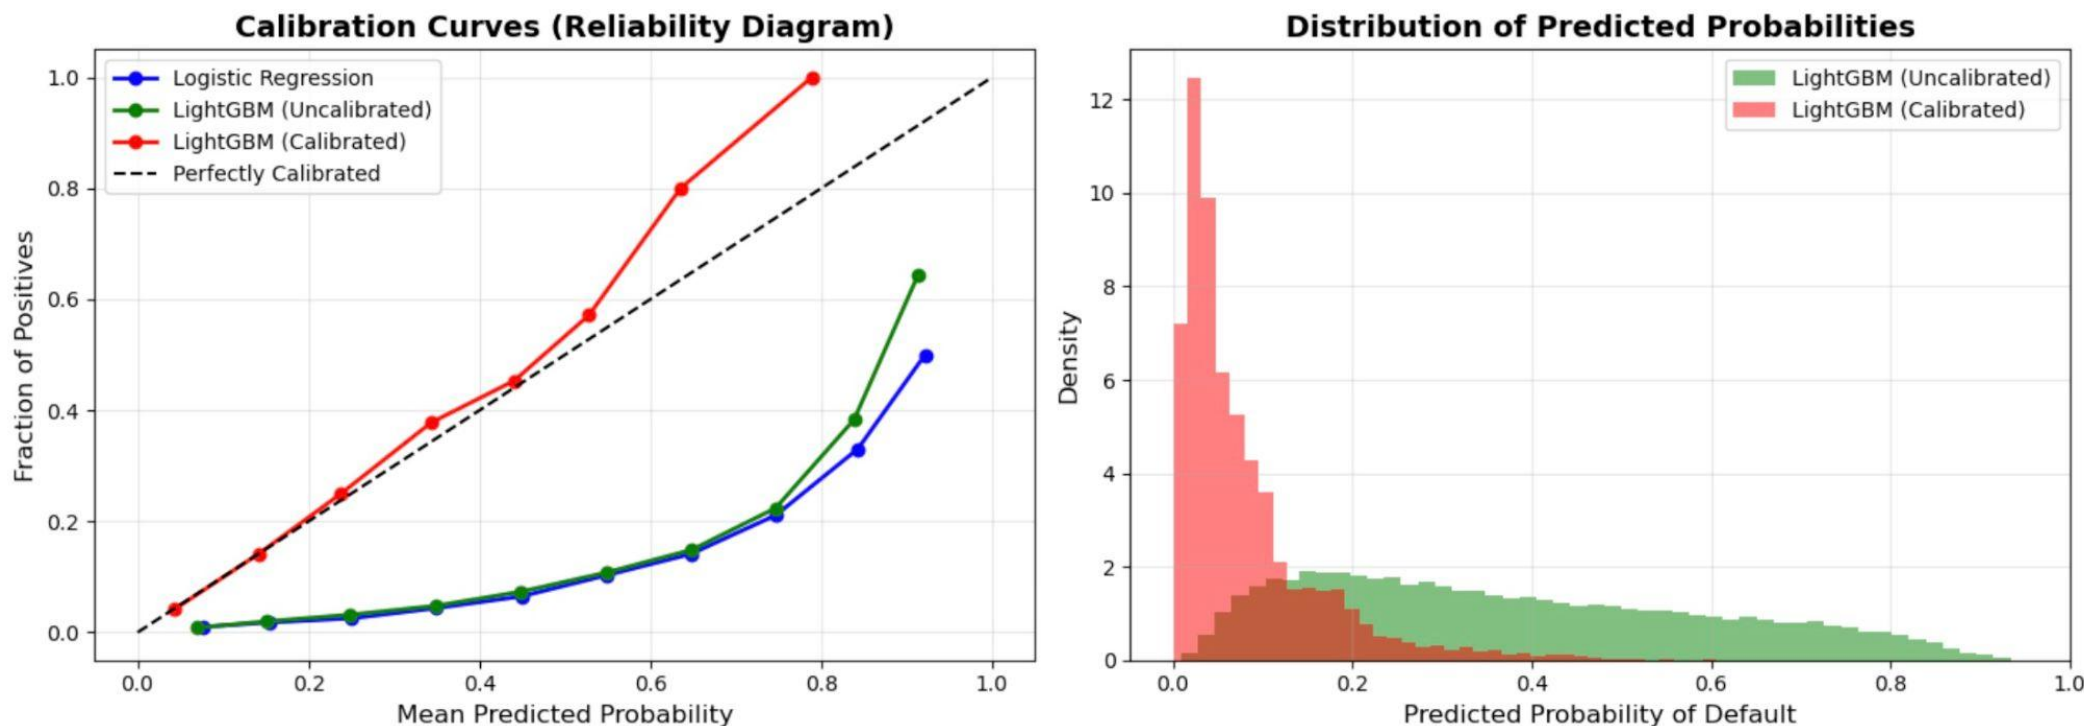 Calibration Curves (Reliability Diagram)
Logistic Regression
LightGBM (Uncalibrated)
LightGBM (Calibrated)
Perfectly Calibrated
1.0
0.8
0.6
0.4
0.2
0.0
Fraction of Positives
0.0 0.2 0.4 0.6 0.8 1.0
Mean Predicted Probability
Distribution of Predicted Probabilities
LightGBM (Uncalibrated)
LightGBM (Calibrated)
12
10
8
6
4
2
0
Density
0.0 0.2 0.4 0.6 0.8 1.0
Predicted Probability of Default